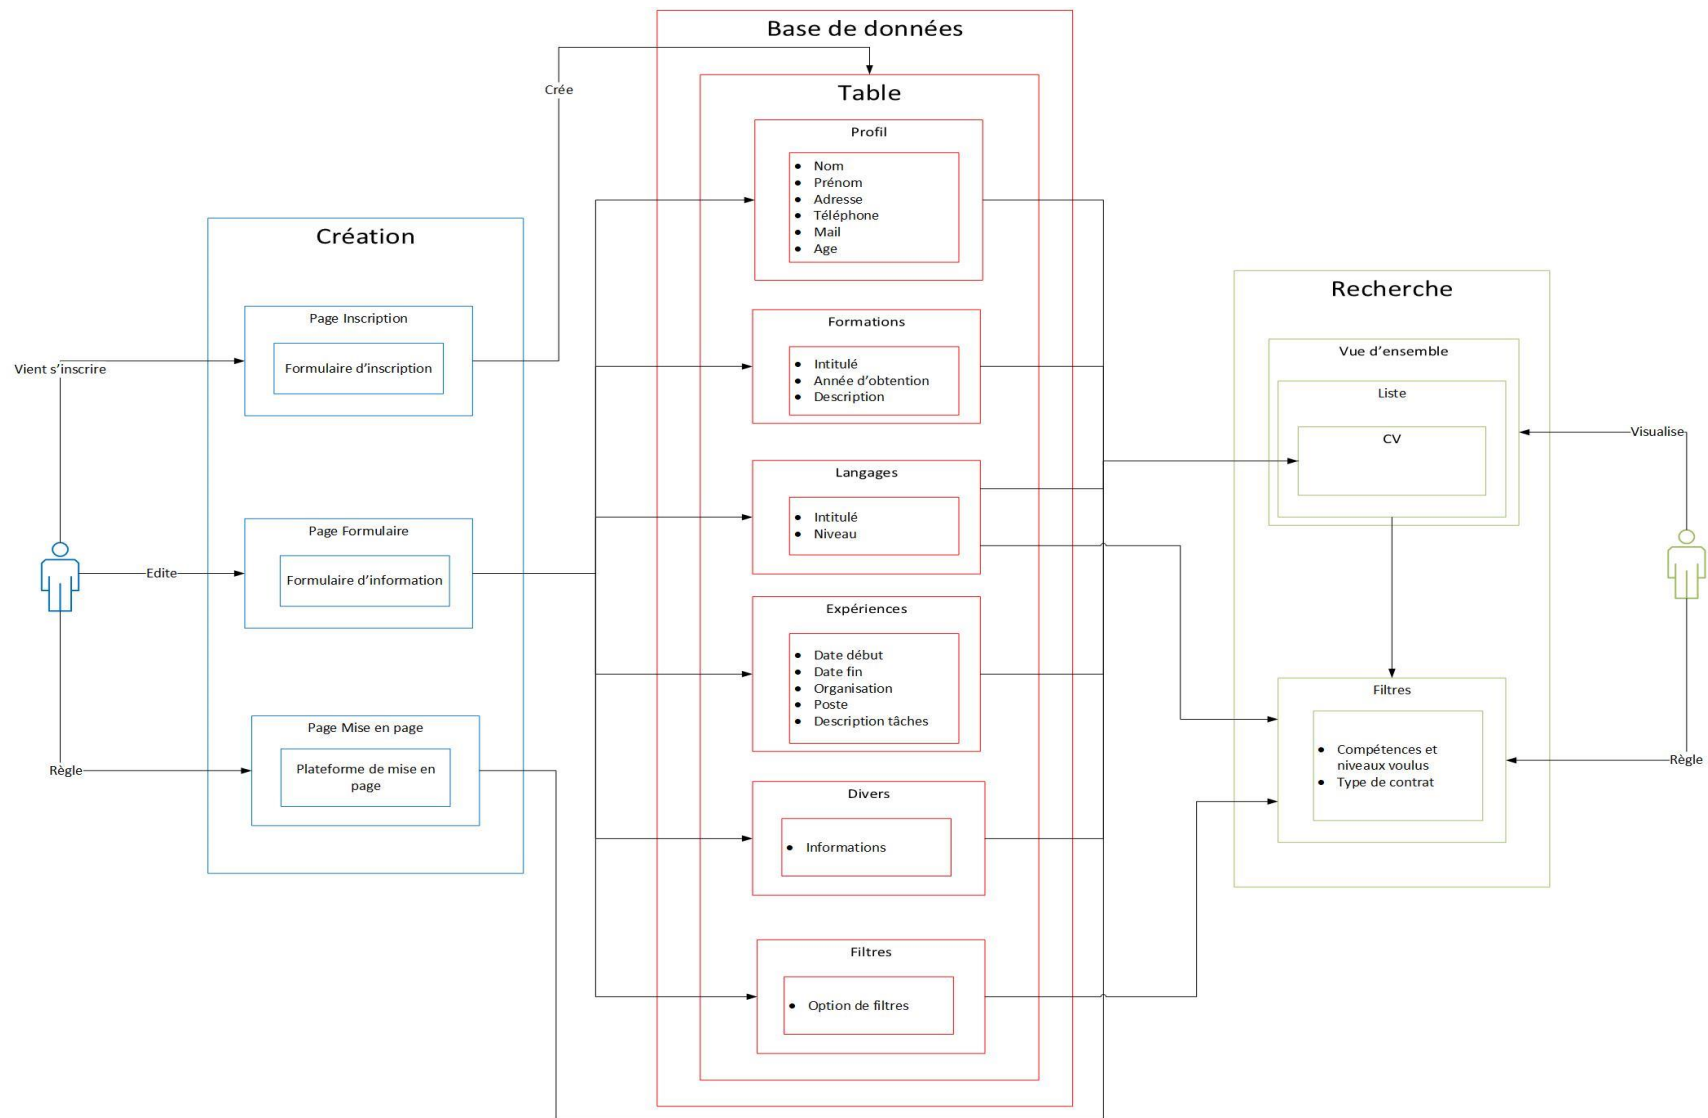 Base de données
Crée
Table
Profil
Nom
Prénom
Adresse
Téléphone
Mail
Age
Création
Page Inscription
Formulaire d’inscription
Vient s’inscrire
Formations
Intitulé
Année d’obtention
Description
Recherche
Vue d’ensemble
Liste
CV
Visualise
Langages
Intitulé
Niveau
Page Formulaire
Formulaire d’information
Edite
Expériences
Date début
Date fin
Organisation
Poste
Description tâches
Page Mise en page
Plateforme de mise en
page
Règle
Filtres
Compétences et
niveaux voulus
Type de contrat
Règle
Divers
Informations
Filtres
Option de filtres